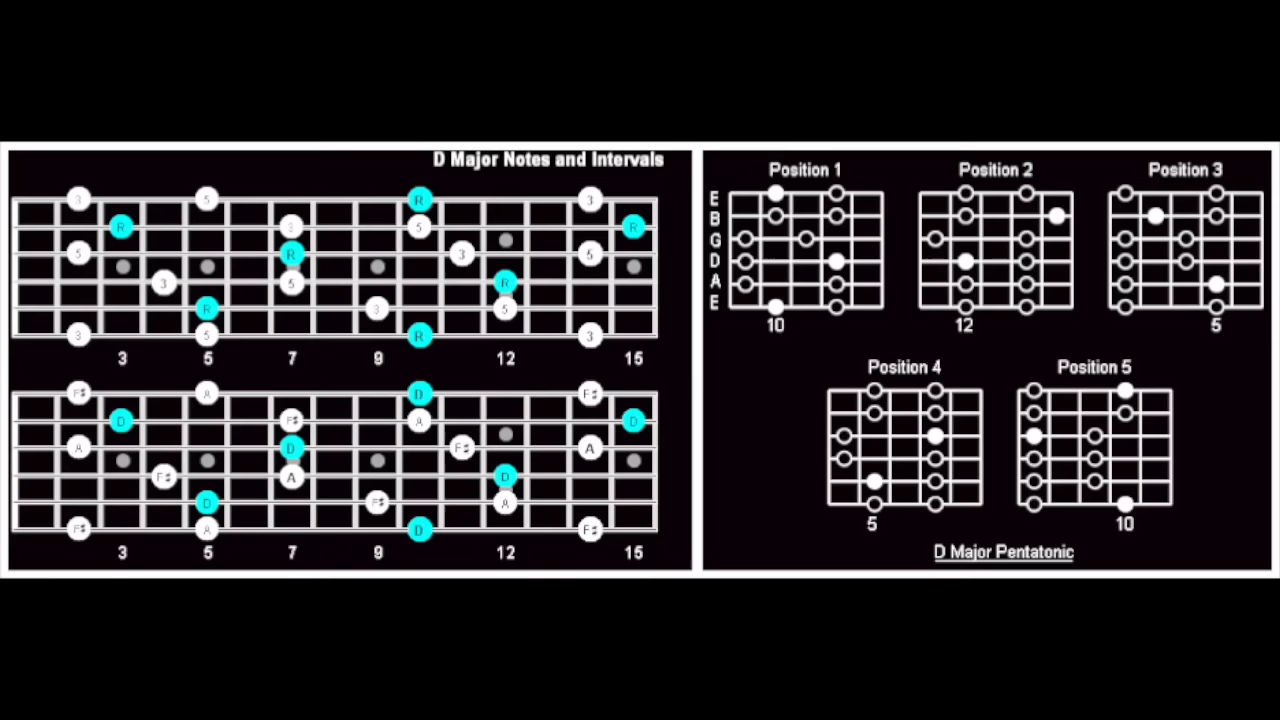 D Major Notes and Intervals
3 5 R 3
R 3 5 R
5 R 3 5
3 5 R
R 3 5
3 5 R 3
3 5 7 9 12 15
F♯ A D F♯
D F♯ A D
A D F♯ A
F♯ A D
D F♯ A
F♯ A D F♯
3 5 7 9 12 15
Position 1 Position 2 Position 3
E
B
G
D
A
E
10 12 5
Position 4 Position 5
5 10
D Major Pentatonic